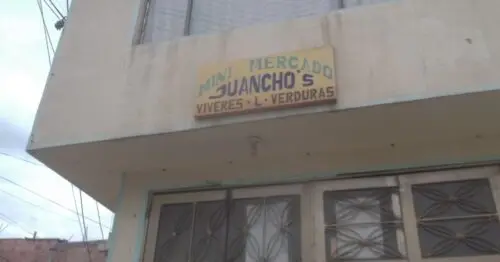 MINI MERCADO
JUANCHO'S
VIVERES - L - VERDURAS